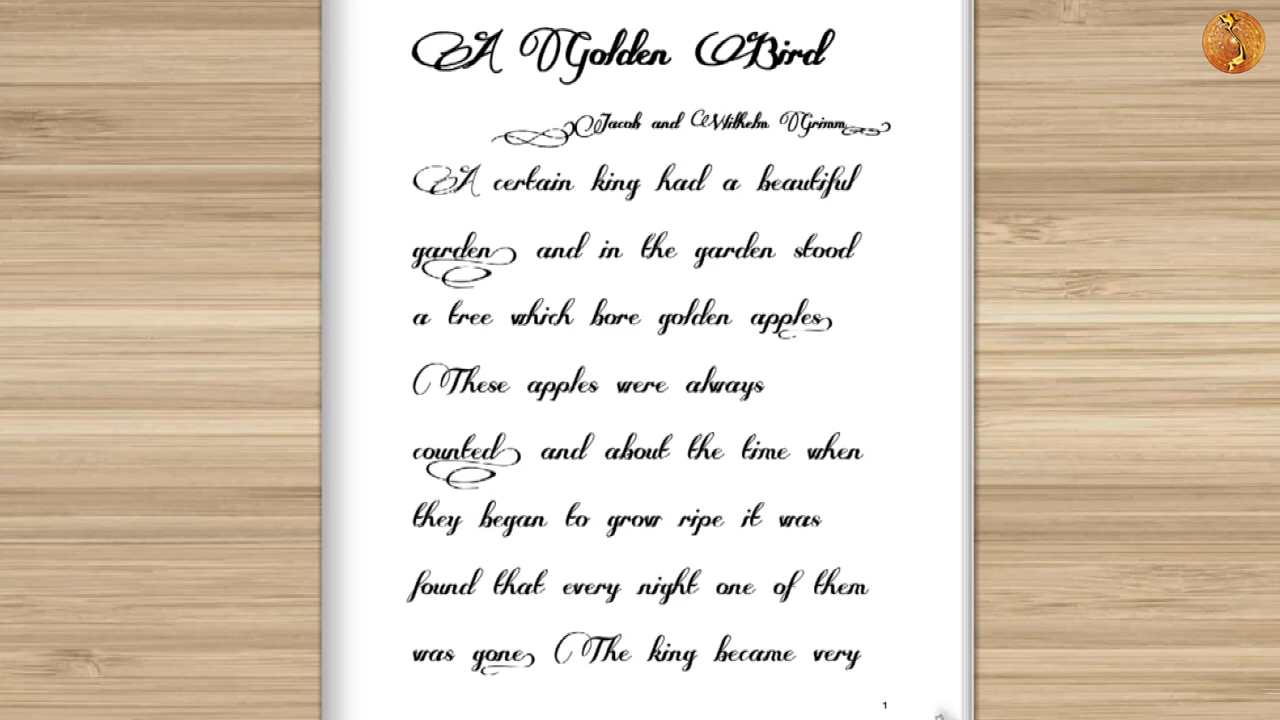 A Golden Bird
Jacob and Wilhelm Grimm
A certain king had a beautiful
garden and in the garden stood
a tree which bore golden apples
These apples were always
counted and about the time when
they began to grow ripe it was
found that every night one of them
was gone The king became very
1